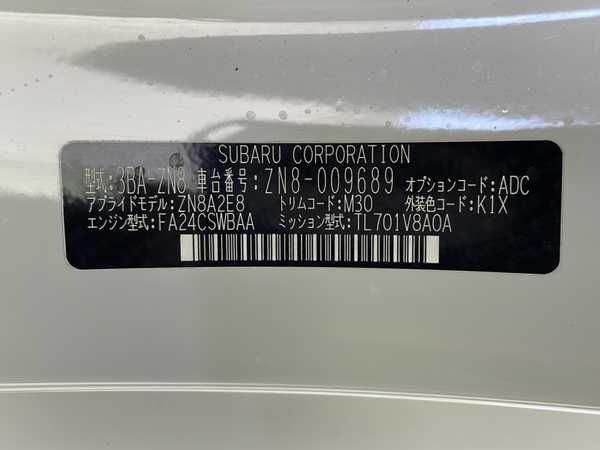 SUBARU CORPORATION
型式:3BA-ZN8 車台番号:ZN8-009689 オプションコード:ADC
アプライドモデル:ZN8A2E8 トリムコード:M30 外装色コード:K1X
エンジン型式:FA24CSWBAA ミッション型式:TL701V8A0A